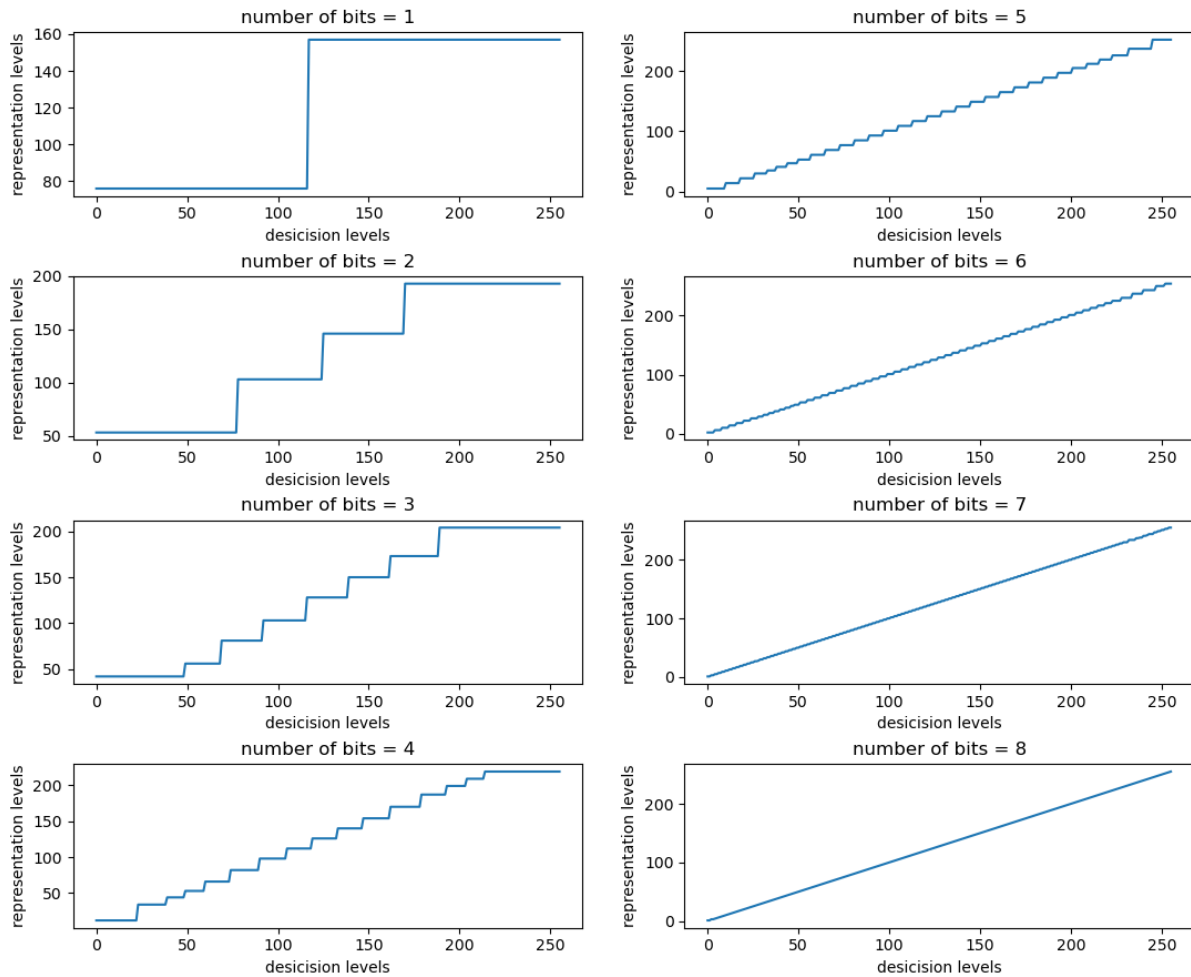 number of bits = 1
160
140
120
100
80
representation levels
0 50 100 150 200 250
desicision levels
number of bits = 2
200
150
100
50
representation levels
0 50 100 150 200 250
desicision levels
number of bits = 3
200
150
100
50
representation levels
0 50 100 150 200 250
desicision levels
number of bits = 4
200
150
100
50
representation levels
0 50 100 150 200 250
desicision levels
number of bits = 5
200
100
0
representation levels
0 50 100 150 200 250
desicision levels
number of bits = 6
200
100
0
representation levels
0 50 100 150 200 250
desicision levels
number of bits = 7
200
100
0
representation levels
0 50 100 150 200 250
desicision levels
number of bits = 8
200
100
0
representation levels
0 50 100 150 200 250
desicision levels